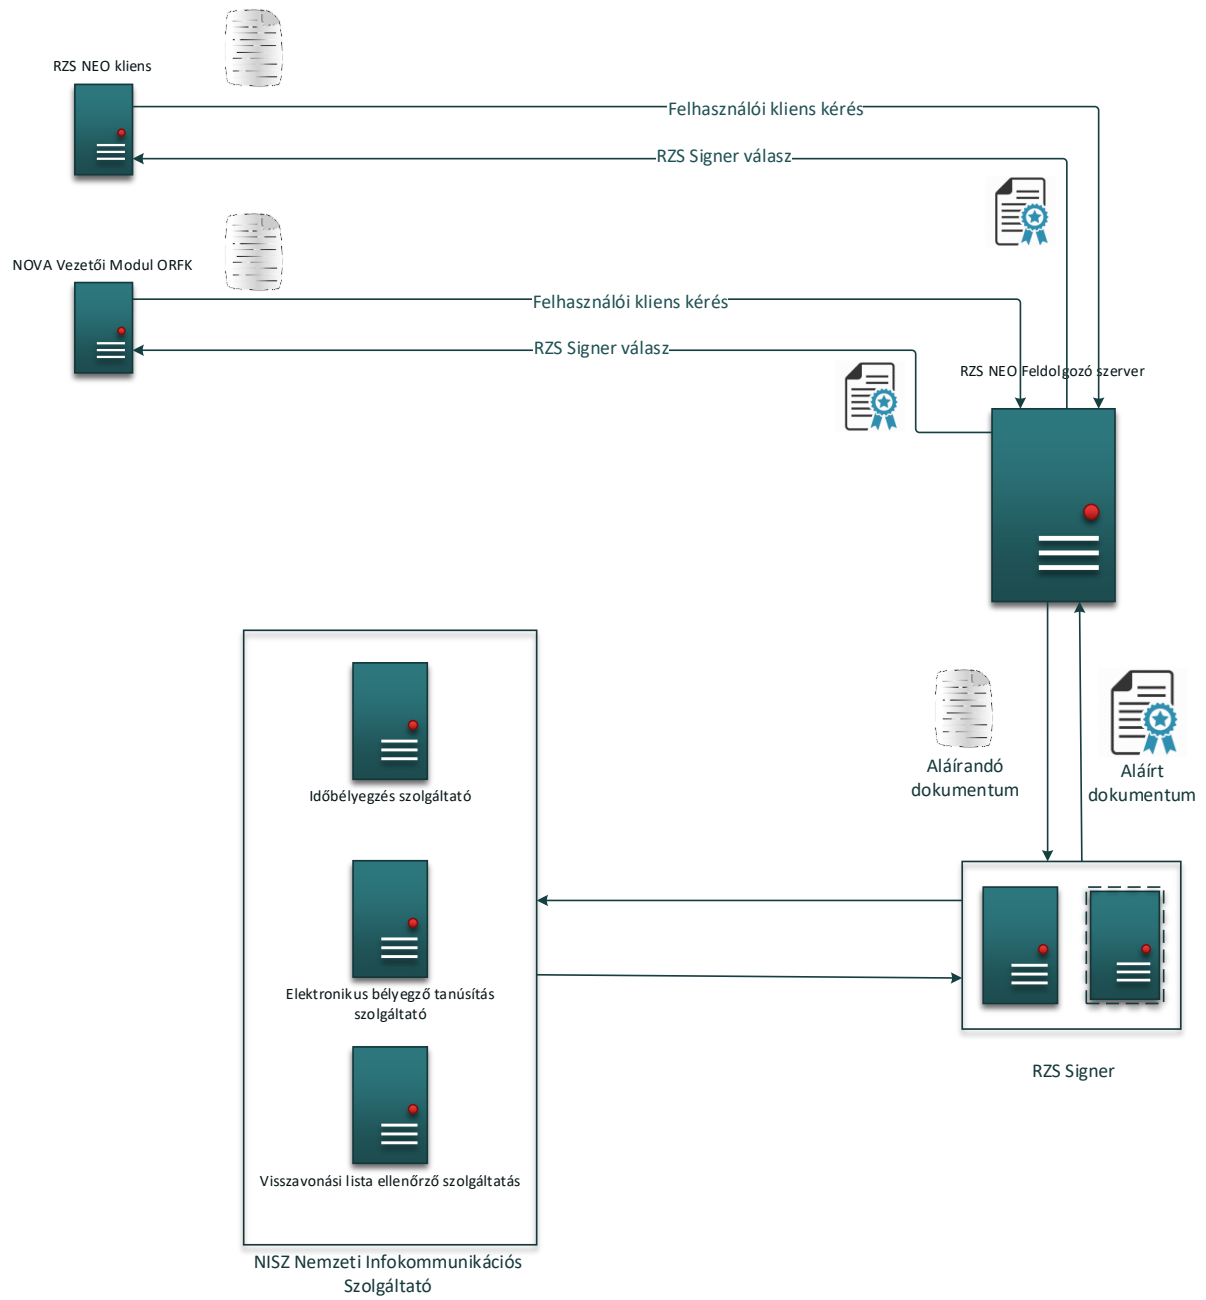 RZS NEO kliens
Felhasználói kliens kérés
RZS Signer válasz
NOVA Vezetői Modul ORFK
Felhasználói kliens kérés
RZS Signer válasz
RZS NEO Feldolgozó szerver
Aláírandó
dokumentum
Aláírt
dokumentum
Időbélyegzés szolgáltató
Elektronikus bélyegző tanúsítás
szolgáltató
Visszavonási lista ellenőrző szolgáltatás
RZS Signer
NISZ Nemzeti Infokommunikációs
Szolgáltató